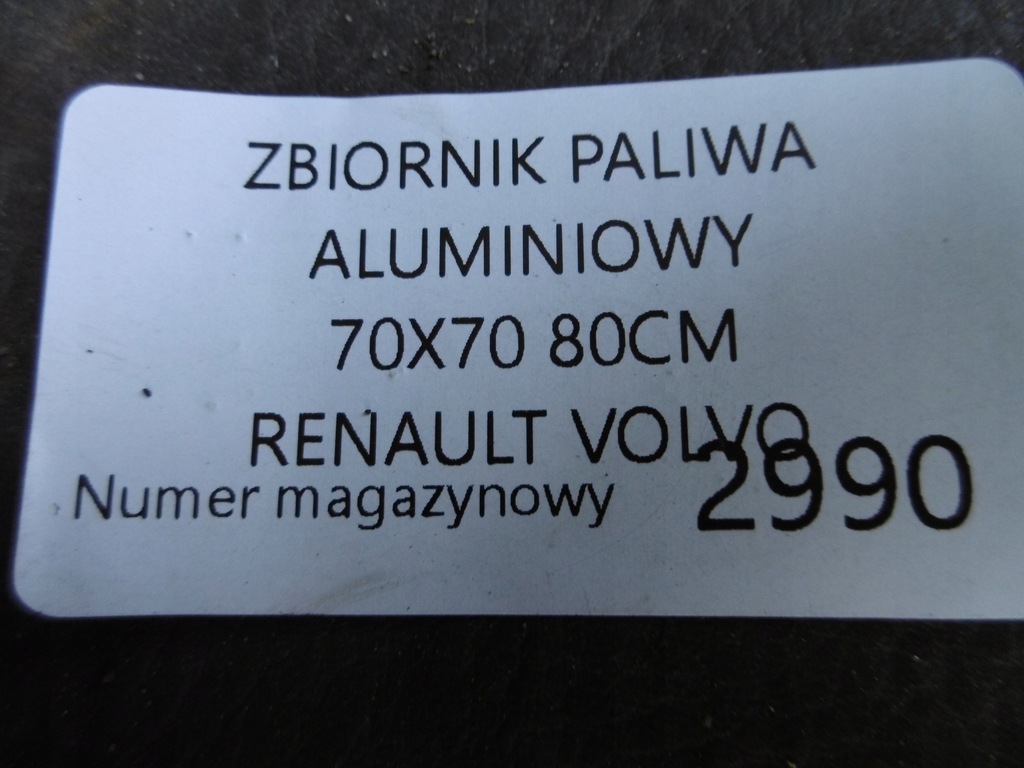 ZBIORNIK PALIWA
ALUMINIOWY
70X70 80CM
RENAULT VOLVO
Numer magazynowy 2990